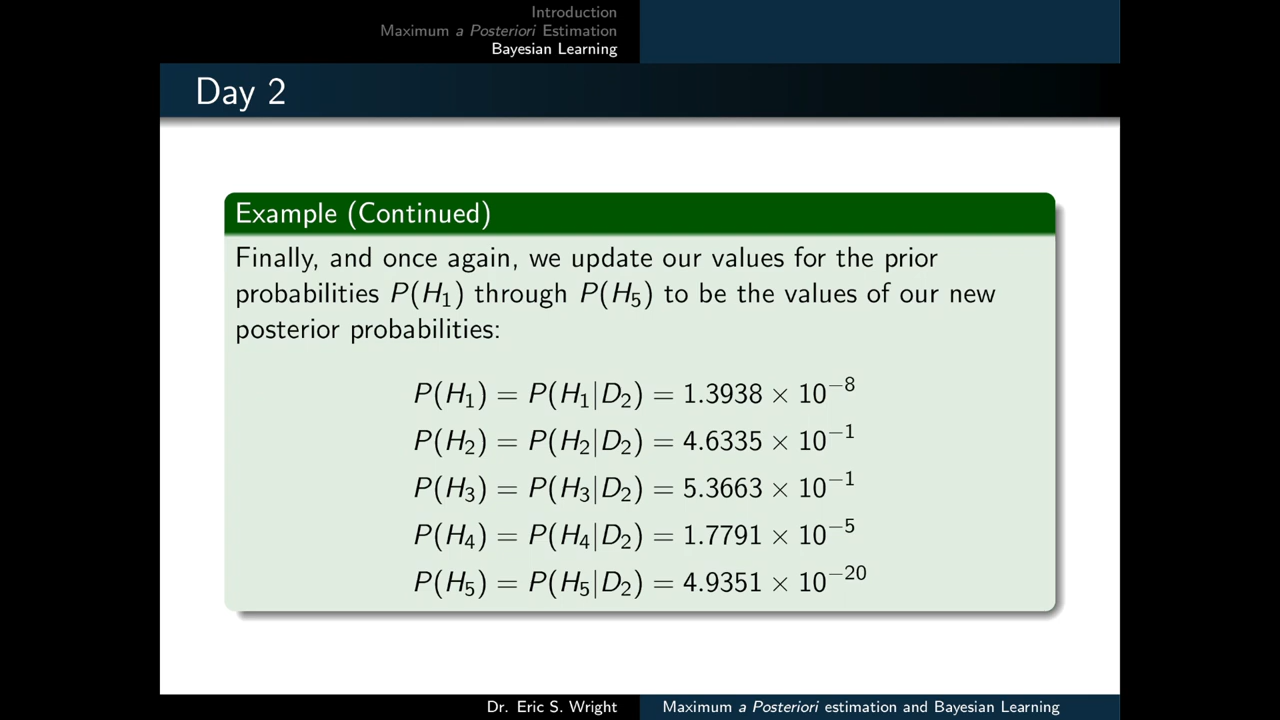 Introduction
Maximum a Posteriori Estimation
Bayesian Learning
Day 2
Example (Continued)
Finally, and once again, we update our values for the prior
probabilities P(H₁) through P(H₅) to be the values of our new
posterior probabilities:
P(H₁) = P(H₁|D₂) = 1.3938 × 10⁻⁸
P(H₂) = P(H₂|D₂) = 4.6335 × 10⁻¹
P(H₃) = P(H₃|D₂) = 5.3663 × 10⁻¹
P(H₄) = P(H₄|D₂) = 1.7791 × 10⁻⁵
P(H₅) = P(H₅|D₂) = 4.9351 × 10⁻²⁰
Dr. Eric S. Wright
Maximum a Posteriori estimation and Bayesian Learning